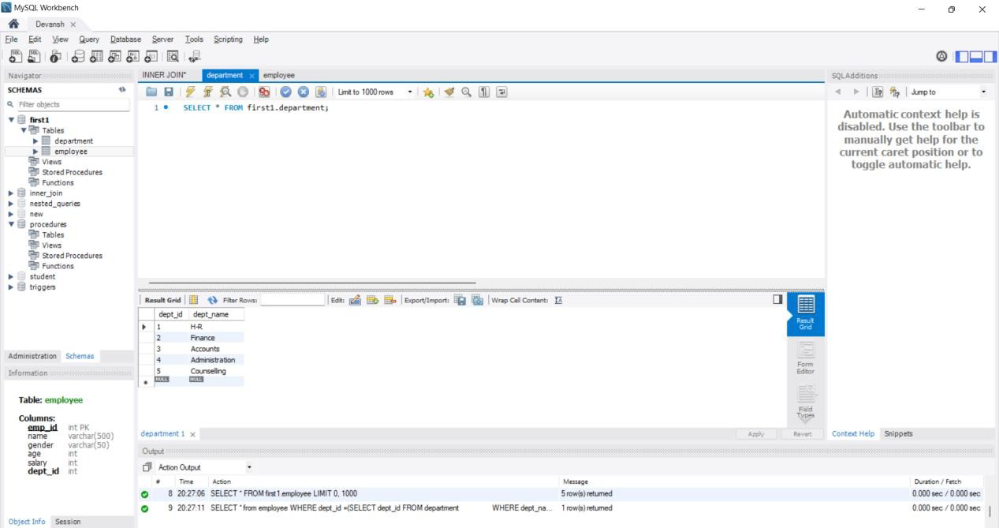 MySQL Workbench
Devansh
File Edit View Query Database Server Tools Scripting Help
Navigator
SCHEMAS
Filter objects
first1
Tables
department
employee
Views
Stored Procedures
Functions
inner_join
nested_queries
new
procedures
Tables
Views
Stored Procedures
Functions
student
triggers
Administration Schemas
Information
Table: employee
Columns:
emp_id int PK
name varchar(500)
gender varchar(50)
age int
salary int
dept_id int
Object Info Session
INNER JOIN* department employee
Limit to 1000 rows
1 SELECT * FROM first1.department;
Result Grid Filter Rows: Edit: Export/Import: Wrap Cell Content:
dept_id dept_name
1 H-R
2 Finance
3 Accounts
4 Administration
5 Counselling
NULL NULL
Result Grid
Form Editor
Field Types
department 1 Apply Revert
Output
Action Output
# Time Action Message Duration / Fetch
8 20:27:06 SELECT * FROM first1.employee LIMIT 0, 1000 5 row(s) returned 0.000 sec / 0.000 sec
9 20:27:11 SELECT * from employee WHERE dept_id =(SELECT dept_id FROM department WHERE dept_na... 1 row(s) returned 0.000 sec / 0.000 sec
SQLAdditions
Jump to
Automatic context help is
disabled. Use the toolbar to
manually get help for the
current caret position or to
toggle automatic help.
Context Help Snippets